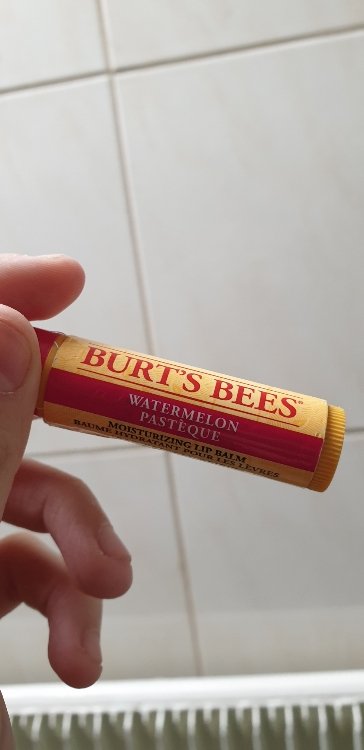 BURT'S BEES®
WATERMELON
PASTÈQUE
MOISTURIZING LIP BALM
BAUME HYDRATANT POUR LES LÈVRES